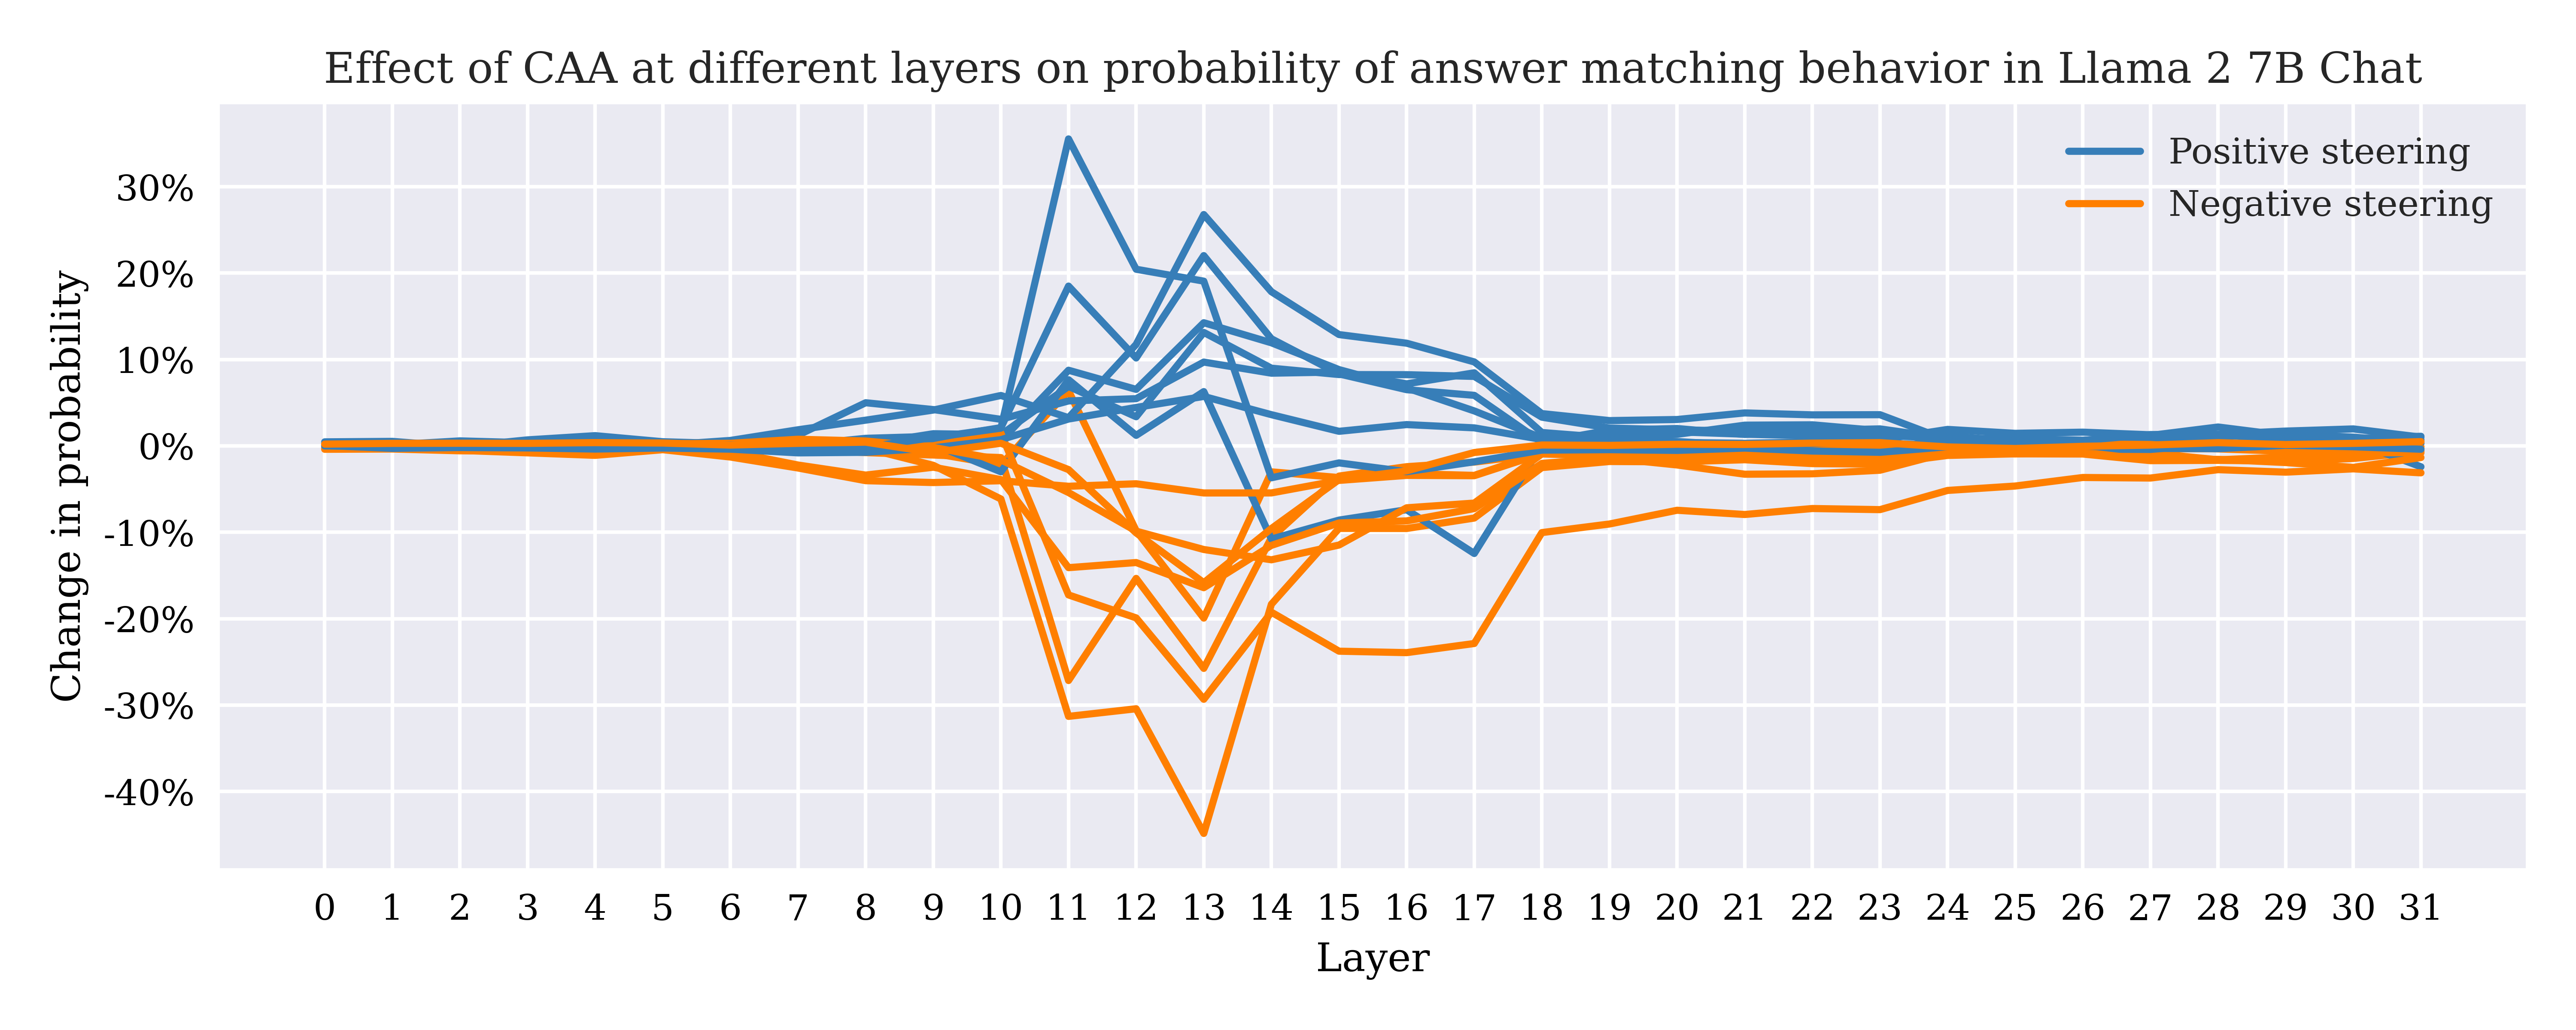 Effect of CAA at different layers on probability of answer matching behavior in Llama 2 7B Chat
Positive steering
Negative steering
Change in probability
30%
20%
10%
0%
-10%
-20%
-30%
-40%
0 1 2 3 4 5 6 7 8 9 10 11 12 13 14 15 16 17 18 19 20 21 22 23 24 25 26 27 28 29 30 31
Layer